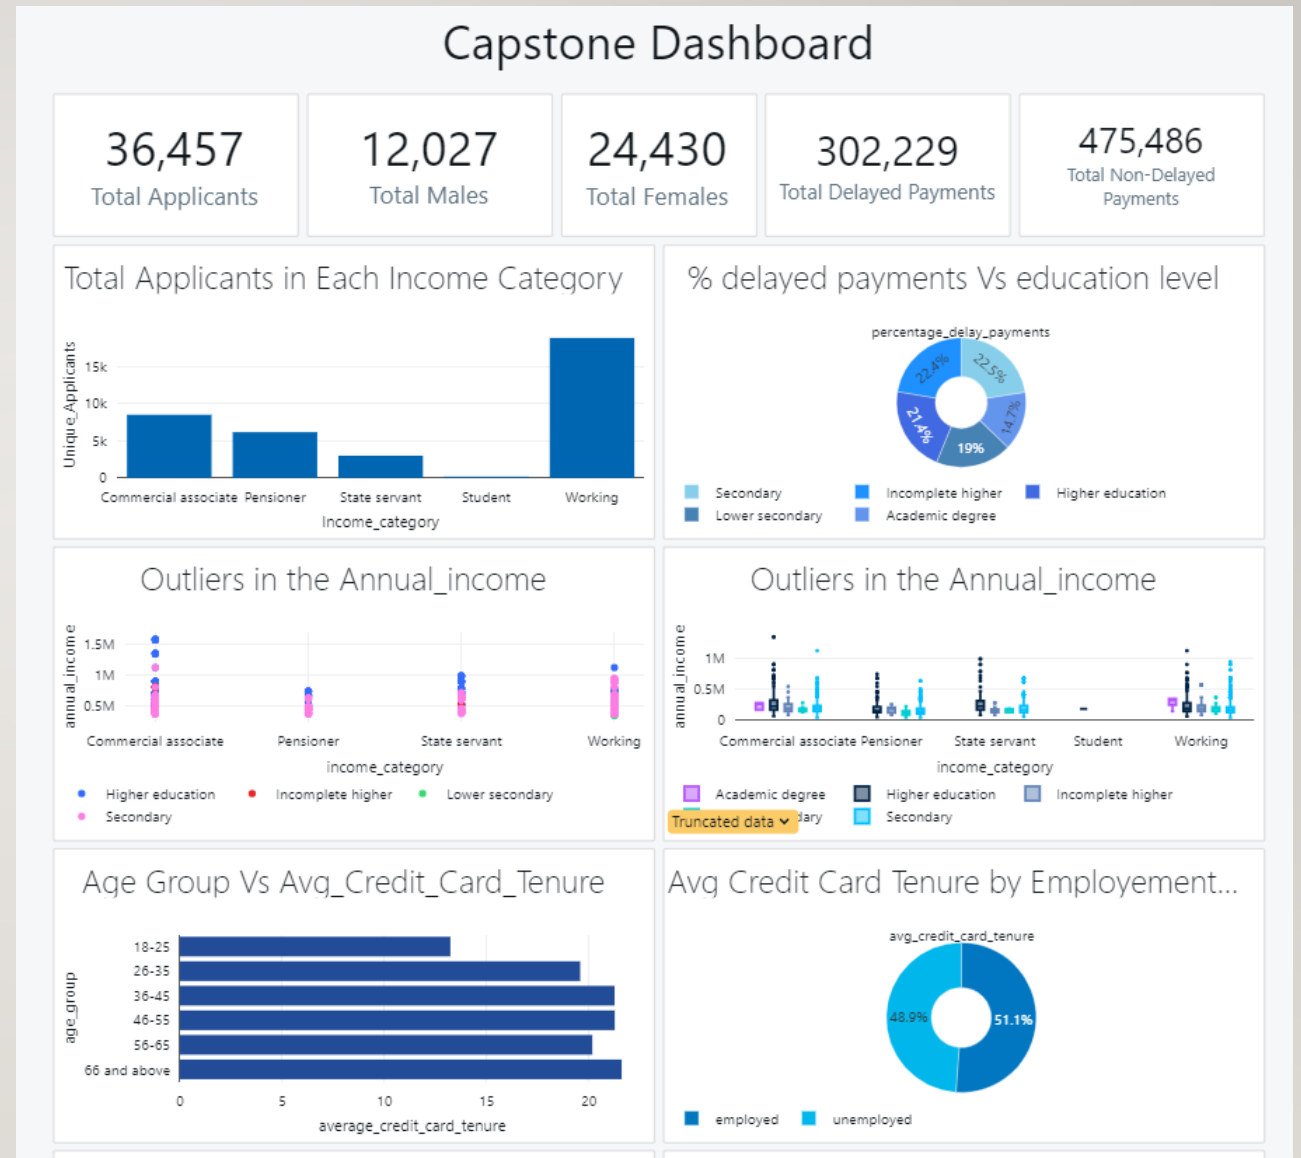 Capstone Dashboard
36,457
Total Applicants
12,027
Total Males
24,430
Total Females
302,229
Total Delayed Payments
475,486
Total Non-Delayed
Payments
Total Applicants in Each Income Category
Unique_Applicants
15k
10k
5k
0
Commercial associate Pensioner State servant Student Working
Income_category
% delayed payments Vs education level
percentage_delay_payments
22.4%
22.5%
21.4%
14.7%
19%
Secondary Incomplete higher Higher education
Lower secondary Academic degree
Outliers in the Annual_income
annual_income
1.5M
1M
0.5M
Commercial associate Pensioner State servant Working
income_category
Higher education Incomplete higher Lower secondary
Secondary
Outliers in the Annual_income
annual_income
1M
0.5M
0
Commercial associate Pensioner State servant Student Working
income_category
Academic degree Higher education Incomplete higher
Truncated data dary Secondary
Age Group Vs Avg_Credit_Card_Tenure
age_group
18-25
26-35
36-45
46-55
56-65
66 and above
0 5 10 15 20
average_credit_card_tenure
Avg Credit Card Tenure by Employement...
avg_credit_card_tenure
48.9%
51.1%
employed unemployed